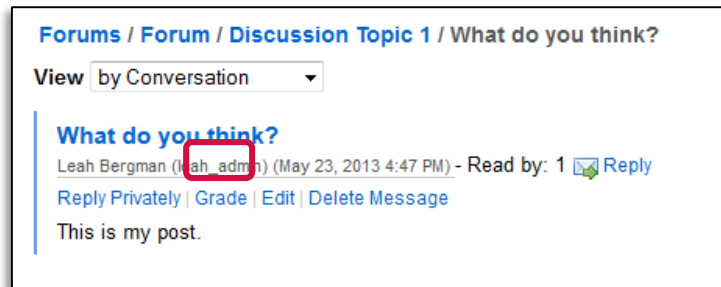 Forums / Forum / Discussion Topic 1 / What do you think?
View by Conversation
What do you think?
Leah Bergman (leah_admin) (May 23, 2013 4:47 PM) - Read by: 1 Reply
Reply Privately | Grade | Edit | Delete Message
This is my post.